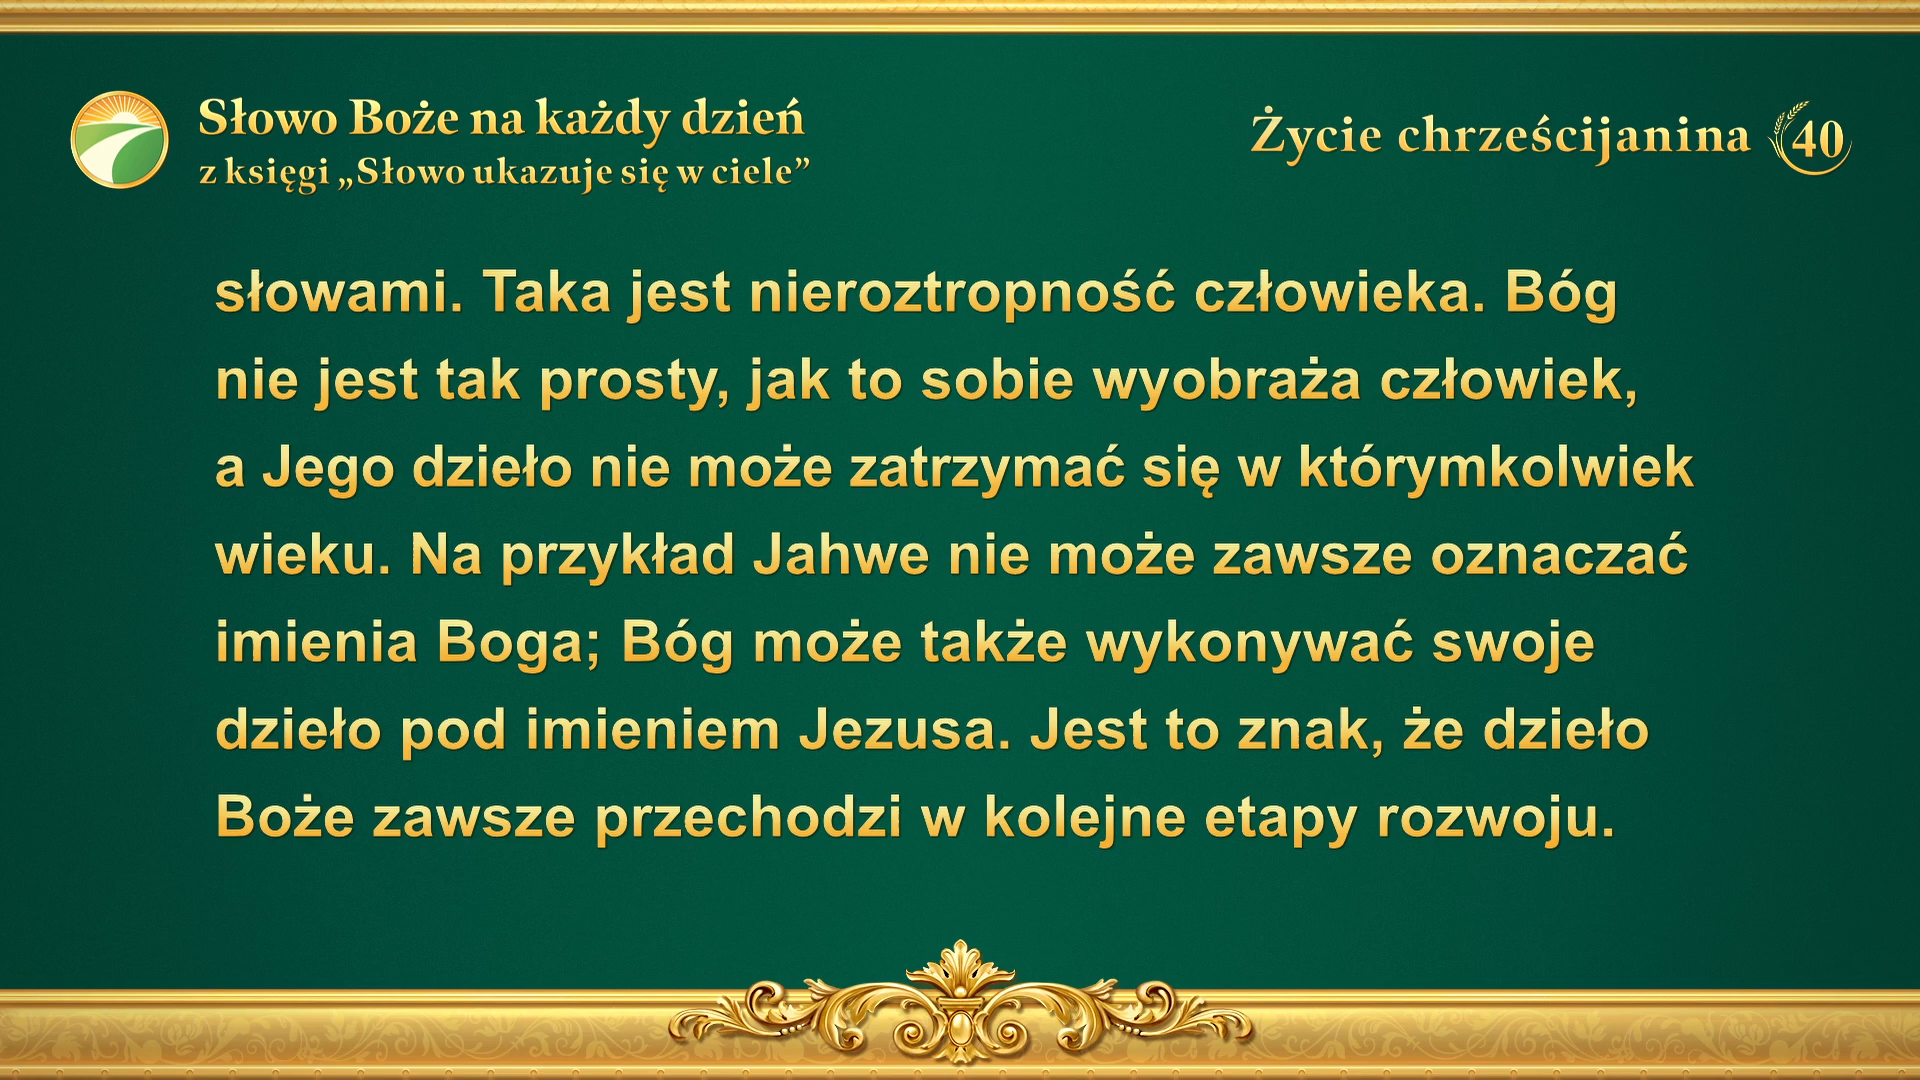 Słowo Boże na każdy dzień
z księgi „Słowo ukazuje się w ciele”
Życie chrześcijanina 40
słowami. Taka jest nieroztropność człowieka. Bóg
nie jest tak prosty, jak to sobie wyobraża człowiek,
a Jego dzieło nie może zatrzymać się w którymkolwiek
wieku. Na przykład Jahwe nie może zawsze oznaczać
imienia Boga; Bóg może także wykonywać swoje
dzieło pod imieniem Jezusa. Jest to znak, że dzieło
Boże zawsze przechodzi w kolejne etapy rozwoju.